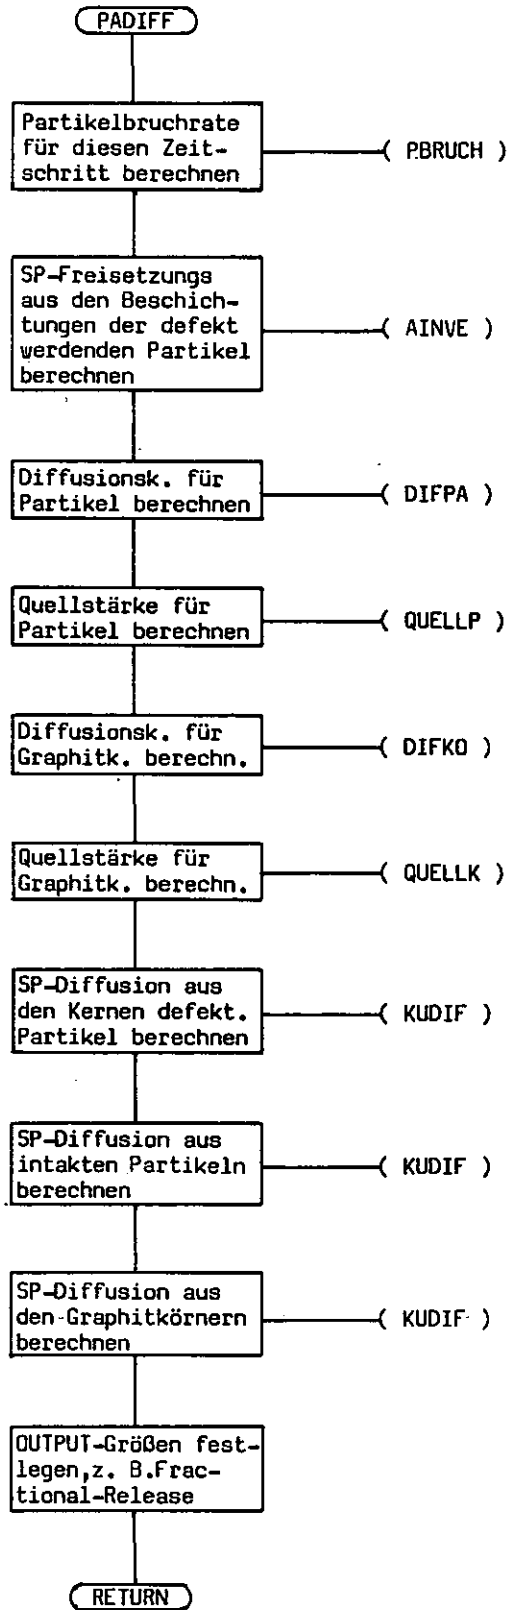 PADIFF
Partikelbruchrate
für diesen Zeit-
schritt berechnen
( PBRUCH )
SP-Freisetzungs
aus den Beschich-
tungen der defekt
werdenden Partikel
berechnen
( AINVE )
Diffusionsk. für
Partikel berechnen
( DIFPA )
Quellstärke für
Partikel berechnen
( QUELLP )
Diffusionsk. für
Graphitk. berechn.
( DIFKO )
Quellstärke für
Graphitk. berechn.
( QUELLK )
SP-Diffusion aus
den Kernen defekt.
Partikel berechnen
( KUDIF )
SP-Diffusion aus
intakten Partikeln
berechnen
( KUDIF )
SP-Diffusion aus
den Graphitkörnern
berechnen
( KUDIF )
OUTPUT-Größen fest-
legen,z. B.Frac-
tional-Release
RETURN